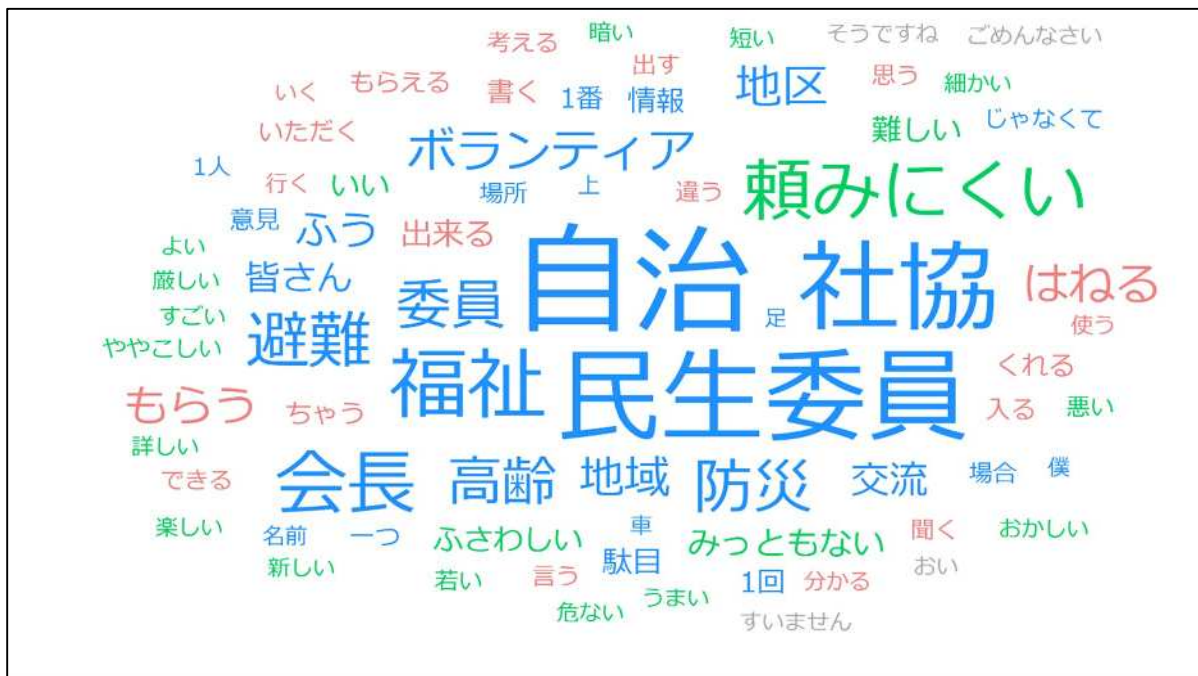 考える 暗い 短い そうですね ごめんなさい
いく もらえる 書く 1番 出す 情報 地区 思う 細かい
いただく ボランティア 難しい じゃなくて
1人 行く いい 場所 上 違う 頼みにくい
意見 ふう 出来る 自治 社協
よい 厳しい 皆さん 委員 はねる
すごい 避難 足 使う
ややこしい 福祉 民生委員 くれる
もらう ちゃう 入る 悪い
詳しい できる 会長 高齢 地域 防災 交流 場合 僕
楽しい 名前 一つ ふさわしい 車 みっともない 聞く おかしい
新しい 若い 言う 駄目 1回 分かる おい
危ない うまい すいません